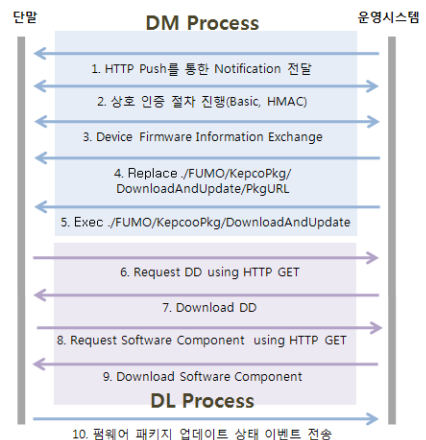 단말
DM Process
운영시스템
1. HTTP Push를 통한 Notification 전달
2. 상호 인증 절차 진행(Basic, HMAC)
3. Device Firmware Information Exchange
4. Replace ./FUMO/KepcoPkg/
DownloadAndUpdate/PkgURL
5. Exec ./FUMO/KepcooPkg/DownloadAndUpdate
6. Request DD using HTTP GET
7. Download DD
8. Request Software Component using HTTP GET
9. Download Software Component
DL Process
10. 펌웨어 패키지 업데이트 상태 이벤트 전송